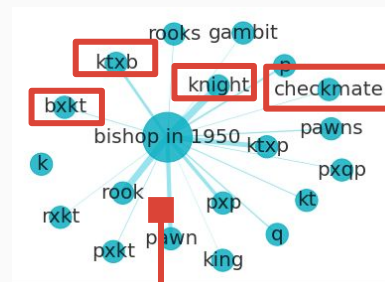 rooks gambit
ktxb
p
knight
checkmate
bxkt
bishop in 1950
pawns
ktxp
k
pxqp
rook
pxp
kt
rxkt
pawn
q
pxkt
king